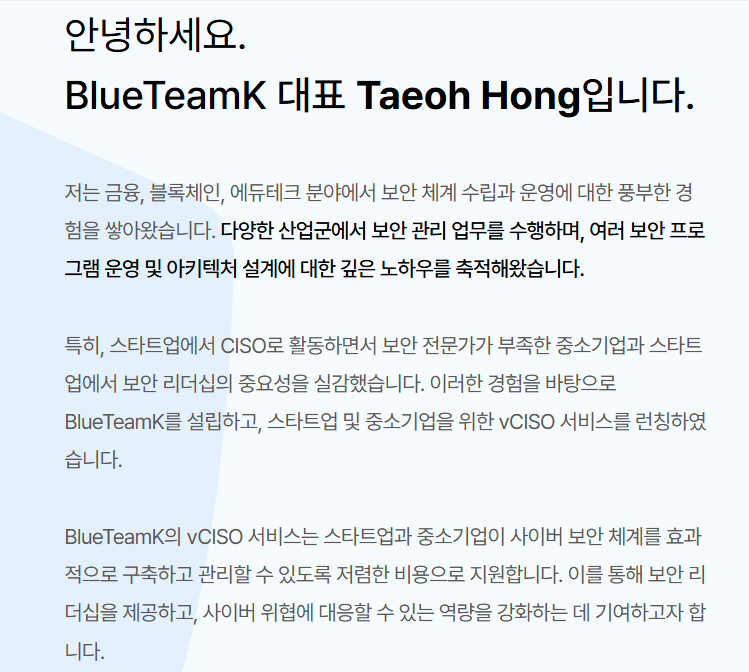 안녕하세요.
BlueTeamK 대표 Taeoh Hong입니다.
저는 금융, 블록체인, 에듀테크 분야에서 보안 체계 수립과 운영에 대한 풍부한 경
험을 쌓아왔습니다. 다양한 산업군에서 보안 관리 업무를 수행하며, 여러 보안 프로
그램 운영 및 아키텍처 설계에 대한 깊은 노하우를 축적해왔습니다.
특히, 스타트업에서 CISO로 활동하면서 보안 전문가가 부족한 중소기업과 스타트
업에서 보안 리더십의 중요성을 실감했습니다. 이러한 경험을 바탕으로
BlueTeamK를 설립하고, 스타트업 및 중소기업을 위한 vCISO 서비스를 런칭하였
습니다.
BlueTeamK의 vCISO 서비스는 스타트업과 중소기업이 사이버 보안 체계를 효과
적으로 구축하고 관리할 수 있도록 저렴한 비용으로 지원합니다. 이를 통해 보안 리
더십을 제공하고, 사이버 위협에 대응할 수 있는 역량을 강화하는 데 기여하고자 합
니다.